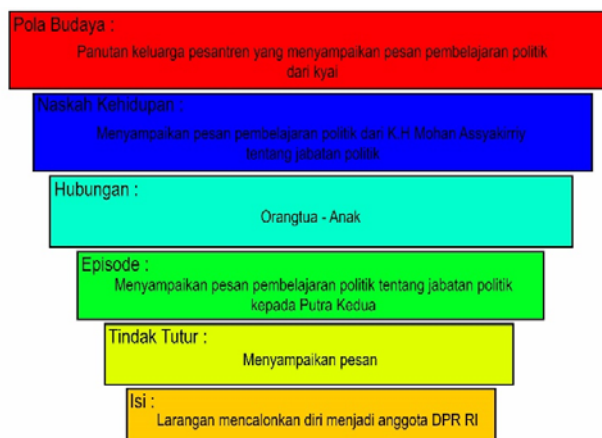 Pola Budaya :
Panutan keluarga pesantren yang menyampaikan pesan pembelajaran politik
dari kyai
Naskah Kehidupan :
Menyampaikan pesan pembelajaran politik dari K.H Mohan Assyakirriy
tentang jabatan politik
Hubungan :
Orangtua - Anak
Episode :
Menyampaikan pesan pembelajaran politik tentang jabatan politik
kepada Putra Kedua
Tindak Tutur :
Menyampaikan pesan
Isi :
Larangan mencalonkan diri menjadi anggota DPR RI